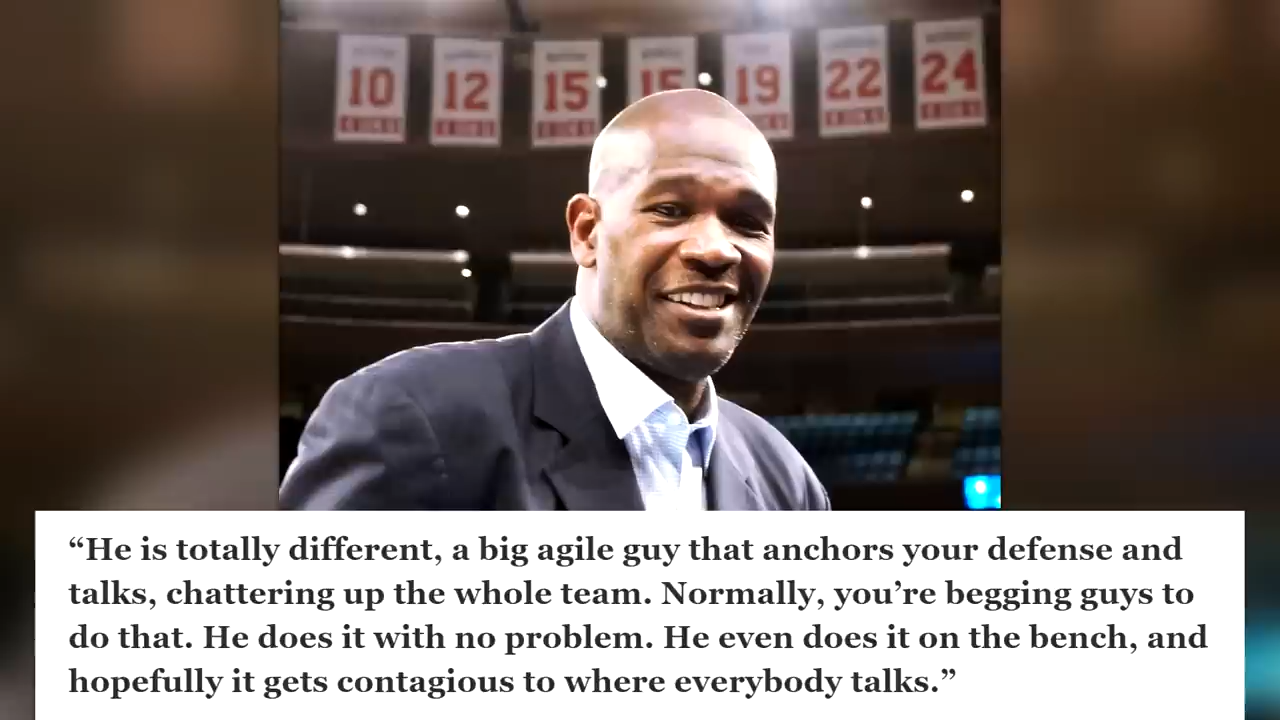 10 12 15 15 19 22 24
“He is totally different, a big agile guy that anchors your defense and
talks, chattering up the whole team. Normally, you’re begging guys to
do that. He does it with no problem. He even does it on the bench, and
hopefully it gets contagious to where everybody talks.”